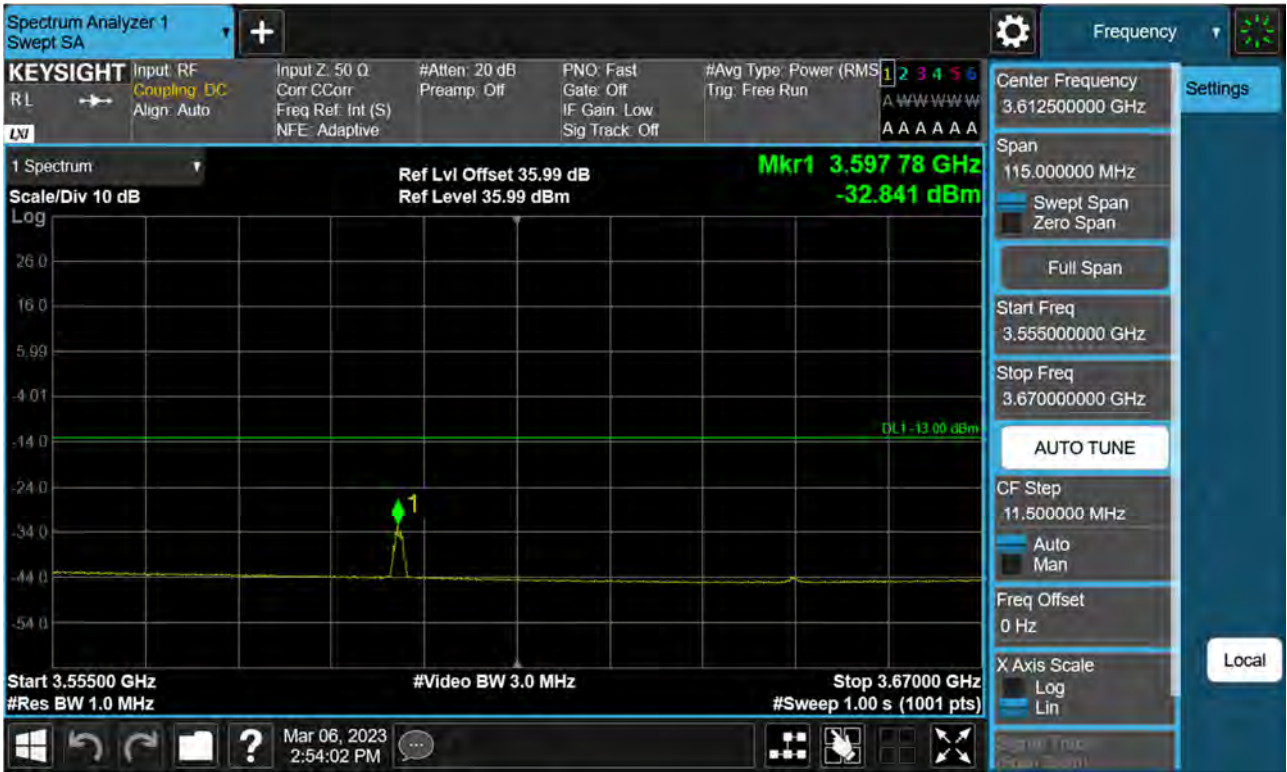 Spectrum Analyzer 1
Swept SA
+
Frequency
KEYSIGHT
RL
LXI
Input: RF
Coupling: DC
Align: Auto
Input Z: 50 Ω
Corr CCorr
Freq Ref: Int (S)
NFE: Adaptive
#Atten: 20 dB
Preamp: Off
PNO: Fast
Gate: Off
IF Gain: Low
Sig Track: Off
#Avg Type: Power (RMS
Trig: Free Run
1 2 3 4 5 6
A W W W W W
A A A A A A
1 Spectrum
Scale/Div 10 dB
Log
Ref Lvl Offset 35.99 dB
Ref Level 35.99 dBm
Mkr1 3.597 78 GHz
-32.841 dBm
26.0
16.0
5.99
-4.01
-14.0
-24.0
-34.0
-44.0
-54.0
DL1 -13.00 dBm
1
Start 3.55500 GHz
#Res BW 1.0 MHz
#Video BW 3.0 MHz
Stop 3.67000 GHz
#Sweep 1.00 s (1001 pts)
Center Frequency
3.612500000 GHz
Span
115.000000 MHz
Swept Span
Zero Span
Full Span
Start Freq
3.555000000 GHz
Stop Freq
3.670000000 GHz
AUTO TUNE
CF Step
11.500000 MHz
Auto
Man
Freq Offset
0 Hz
X Axis Scale
Log
Lin
Settings
Local
?
Mar 06, 2023
2:54:02 PM